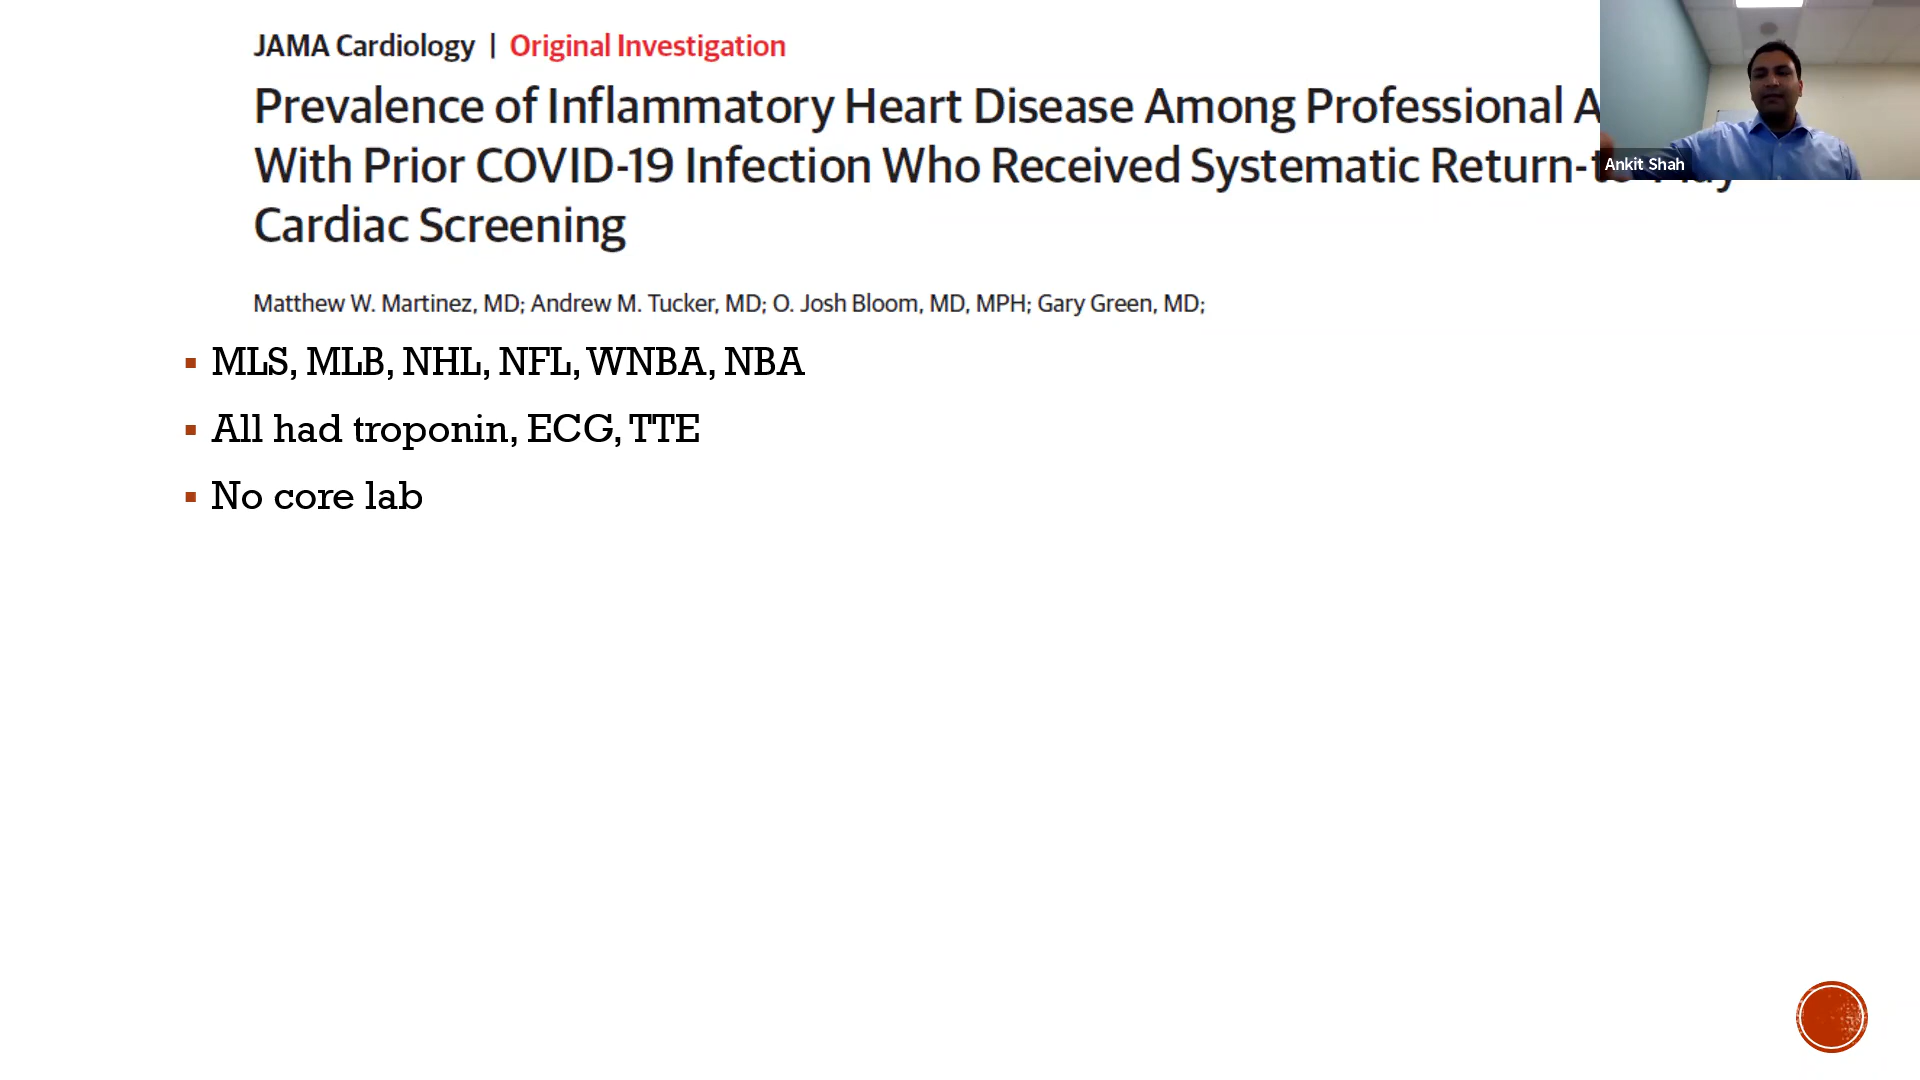 JAMA Cardiology | Original Investigation
Prevalence of Inflammatory Heart Disease Among Professional A
With Prior COVID-19 Infection Who Received Systematic Return-t
Cardiac Screening
Matthew W. Martinez, MD; Andrew M. Tucker, MD; O. Josh Bloom, MD, MPH; Gary Green, MD;
Ankit Shah
▪ MLS, MLB, NHL, NFL, WNBA, NBA
▪ All had troponin, ECG, TTE
▪ No core lab